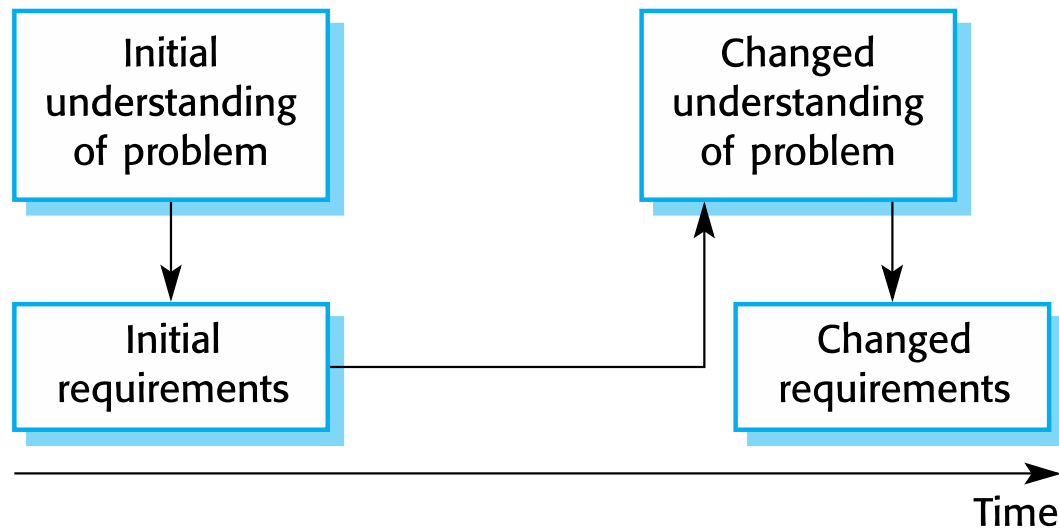 Initial
understanding
of problem
Changed
understanding
of problem
Initial
requirements
Changed
requirements
Time